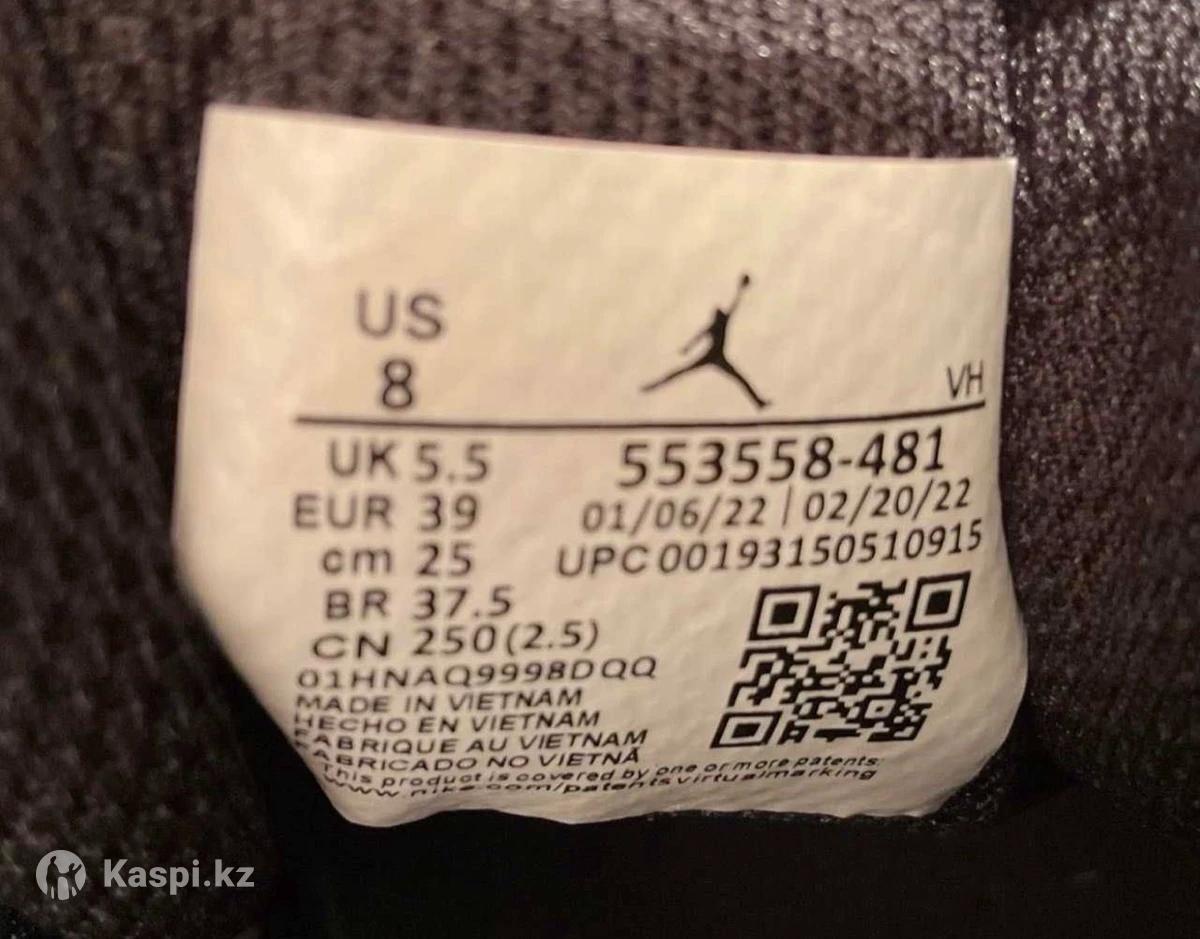 US
8
VH
UK 5.5
EUR 39
cm 25
BR 37.5
CN 250(2.5)
553558-481
01/06/22 | 02/20/22
UPC00193150510915
01HNAQ9998DQQ
MADE IN VIETNAM
HECHO EN VIETNAM
FABRIQUE AU VIETNAM
FABRICADO NO VIETNÃ
This product is covered by one or more patents.
www.nike.com/patentsvirtualmarking
Kaspi.kz